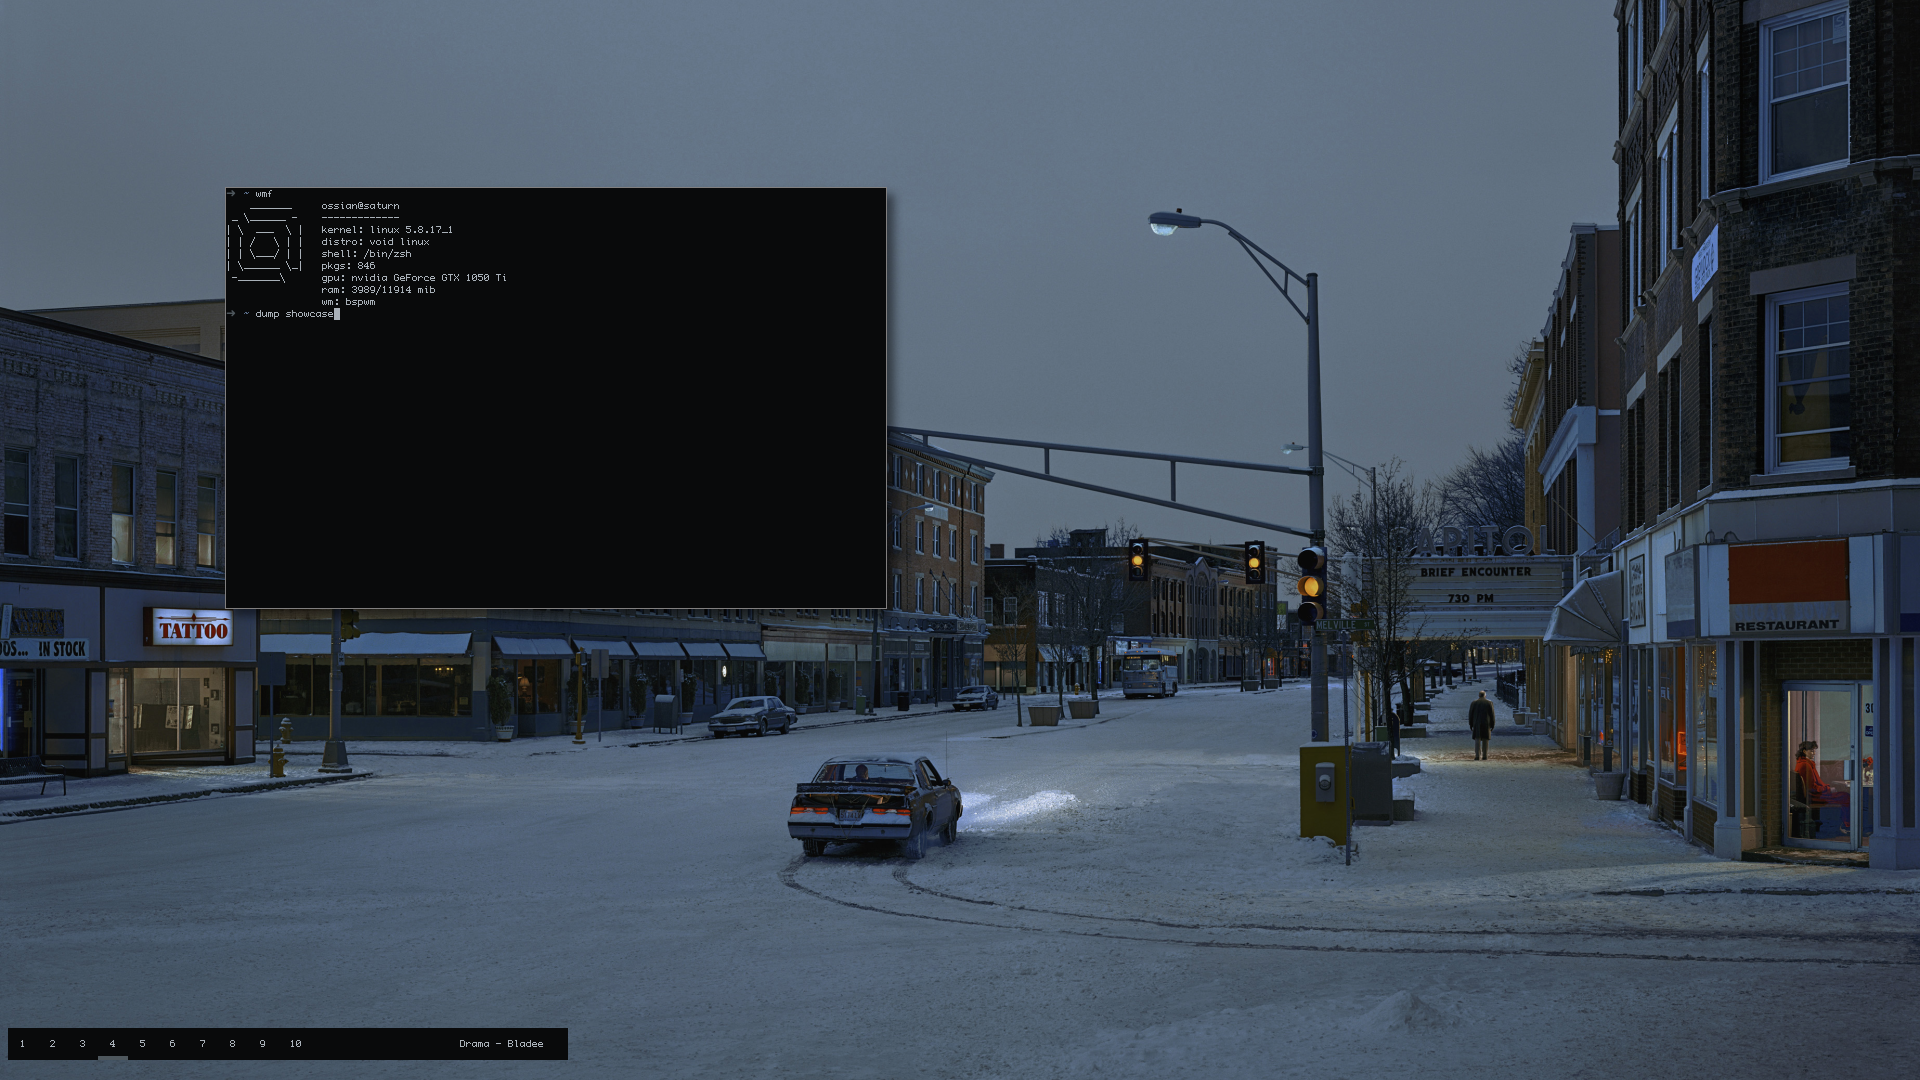 ➜ ~ wmf
ossian@saturn
-------------
kernel: linux 5.8.17_1
distro: void linux
shell: /bin/zsh
pkgs: 846
gpu: nvidia GeForce GTX 1050 Ti
ram: 3989/11914 mib
wm: bspwm
➜ ~ dump showcase
BRIEF ENCOUNTER
730 PM
MELVILLE
RESTAURANT
TATTOO
IN STOCK
1 2 3 4 5 6 7 8 9 10 Drama - Bladee